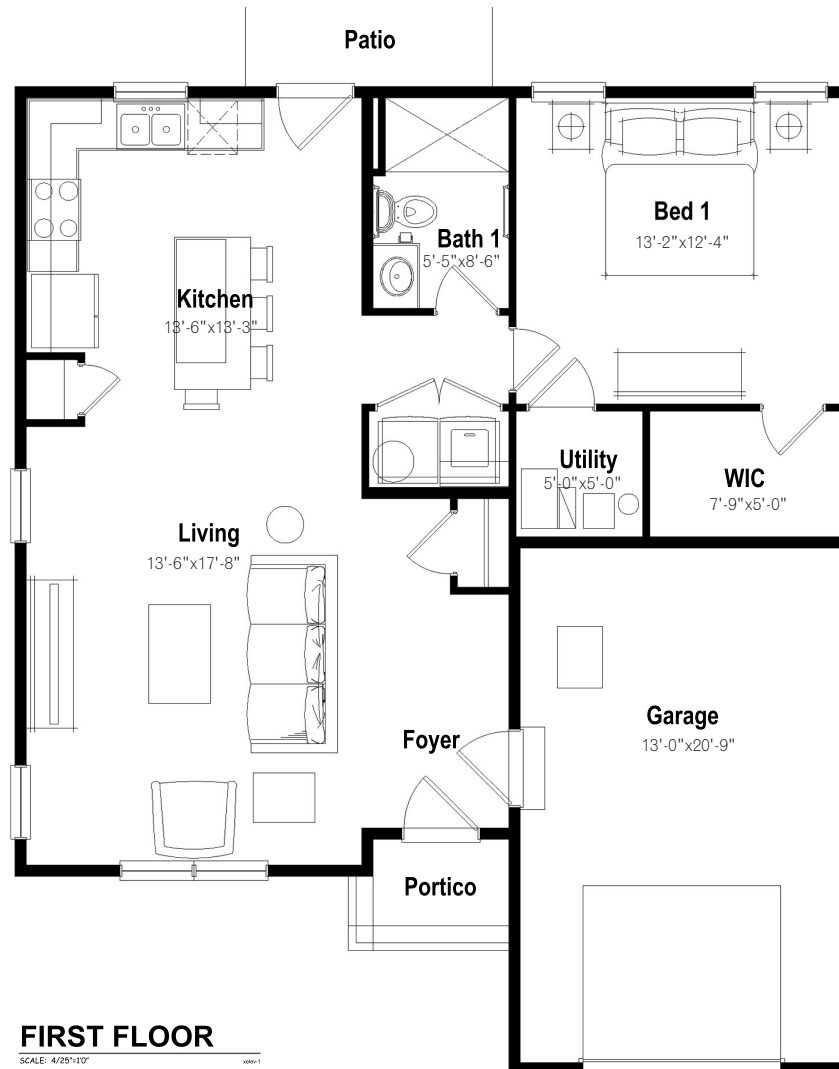 Patio
Bed 1
13'-2"x12'-4"
Bath 1
5'-5"x8'-6"
Kitchen
13'-6"x13'-3"
Utility
5'-0"x5'-0"
WIC
7'-9"x5'-0"
Living
13'-6"x17'-8"
Garage
13'-0"x20'-9"
Foyer
Portico
FIRST FLOOR
SCALE: 4/25"=1'0"
xelev-1